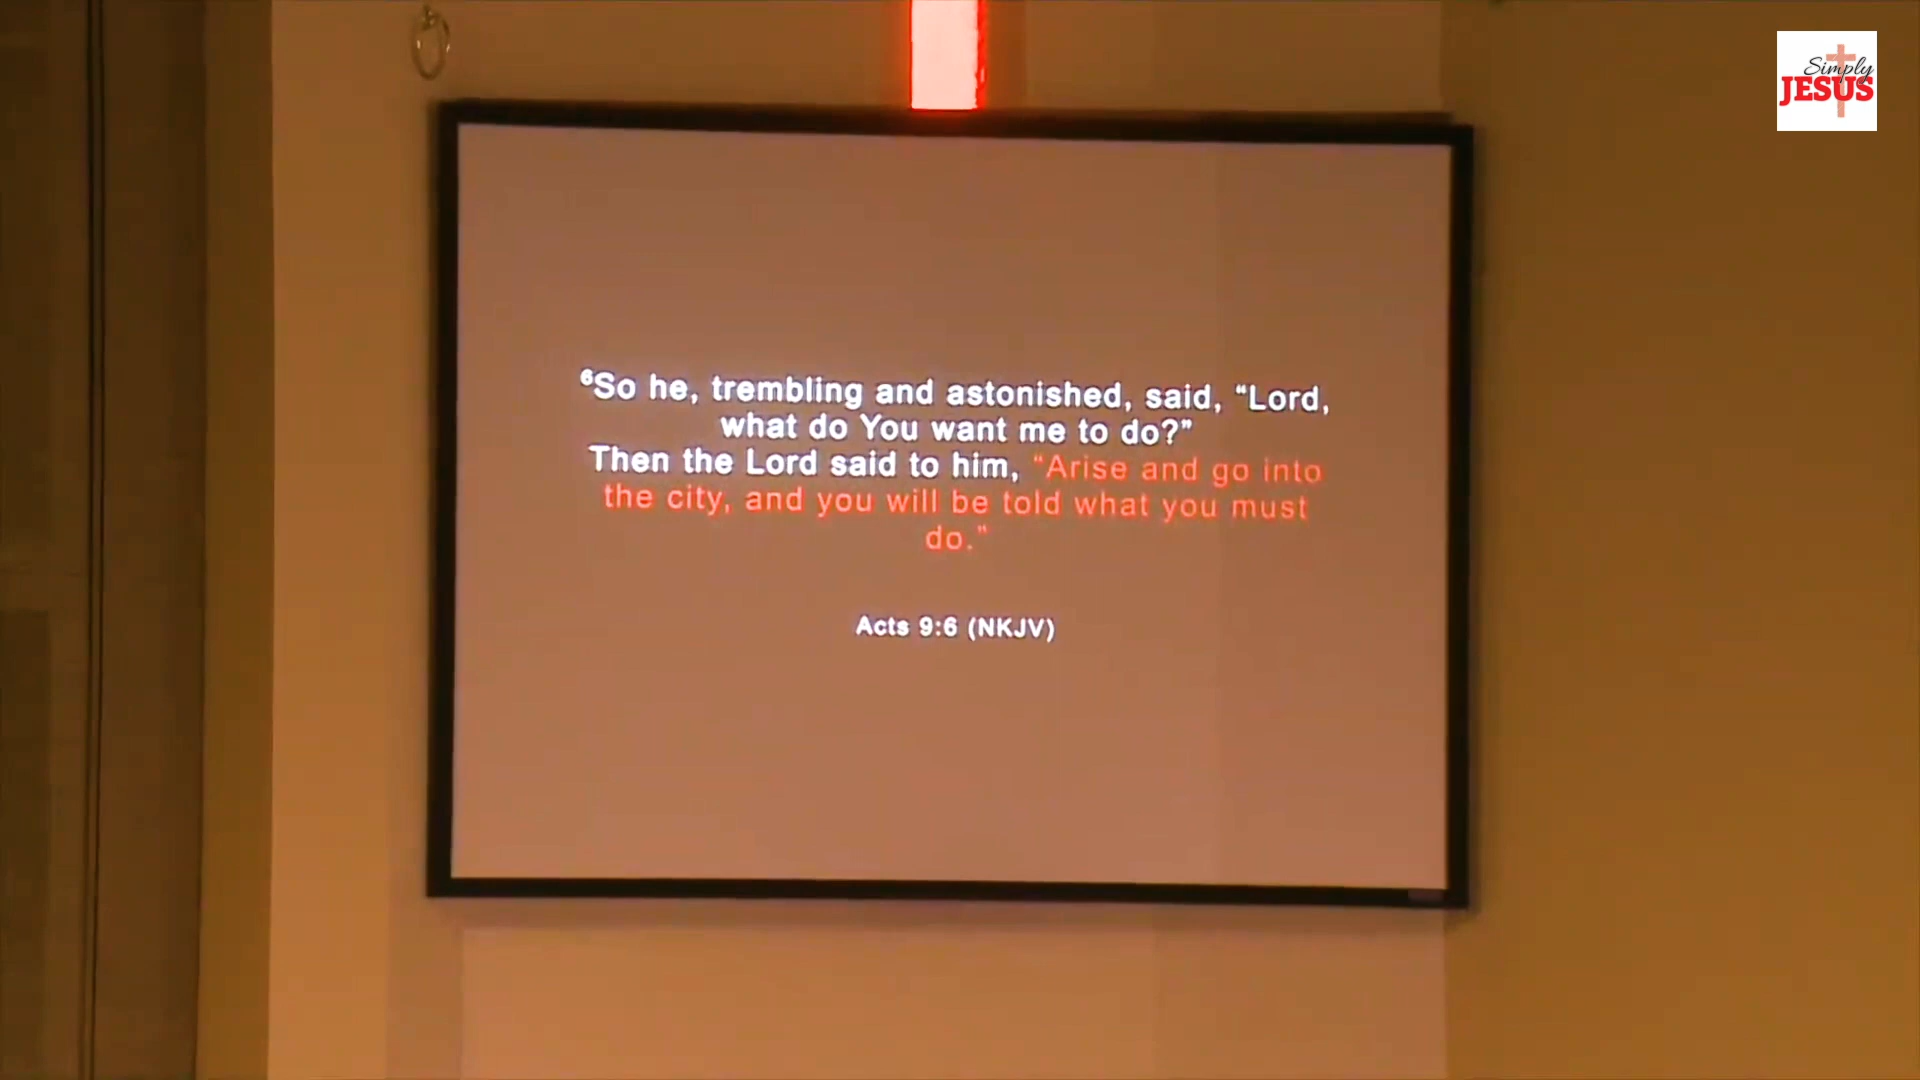 Simply
JESUS
⁶So he, trembling and astonished, said, “Lord,
what do You want me to do?”
Then the Lord said to him, “Arise and go into
the city, and you will be told what you must
do.”
Acts 9:6 (NKJV)